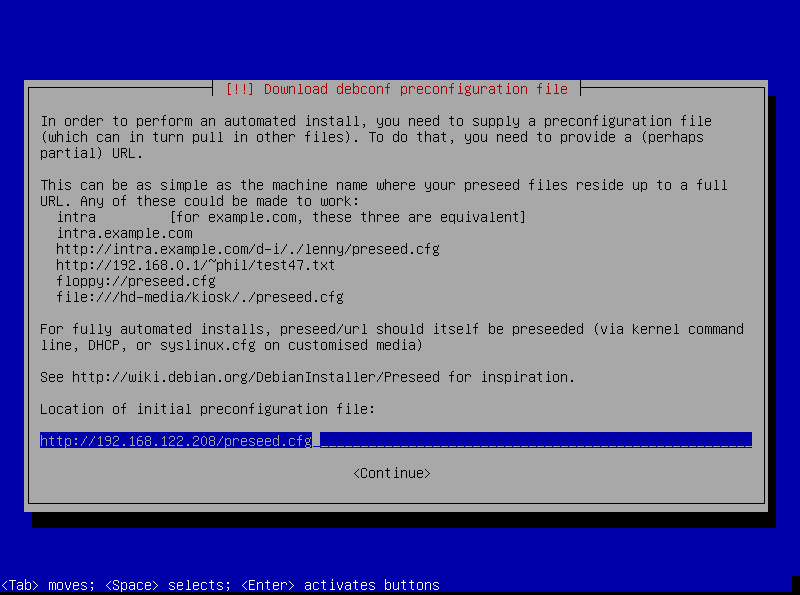 [!!] Download debconf preconfiguration file
In order to perform an automated install, you need to supply a preconfiguration file
(which can in turn pull in other files). To do that, you need to provide a (perhaps
partial) URL.
This can be as simple as the machine name where your preseed files reside up to a full
URL. Any of these could be made to work:
intra         [for example.com, these three are equivalent]
intra.example.com
http://intra.example.com/d-i/./lenny/preseed.cfg
http://192.168.0.1/~phil/test47.txt
floppy://preseed.cfg
file:///hd-media/kiosk/./preseed.cfg
For fully automated installs, preseed/url should itself be preseeded (via kernel command
line, DHCP, or syslinux.cfg on customised media)
See http://wiki.debian.org/DebianInstaller/Preseed for inspiration.
Location of initial preconfiguration file:
http://192.168.122.208/preseed.cfg
<Continue>
<Tab> moves; <Space> selects; <Enter> activates buttons